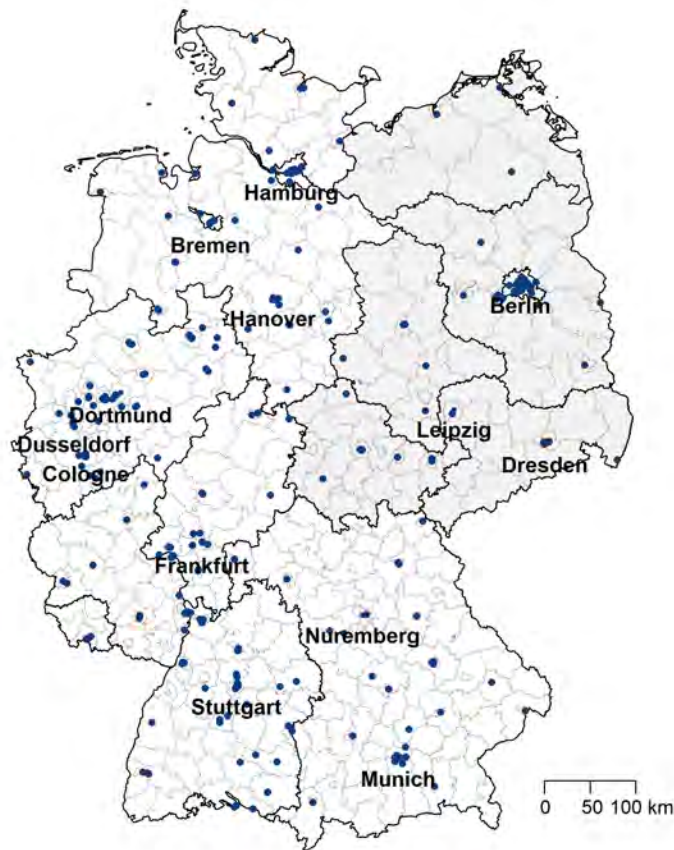 Hamburg
Bremen
Berlin
Hanover
Dortmund
Leipzig
Dusseldorf
Dresden
Cologne
Frankfurt
Nuremberg
Stuttgart
Munich
0 50 100 km